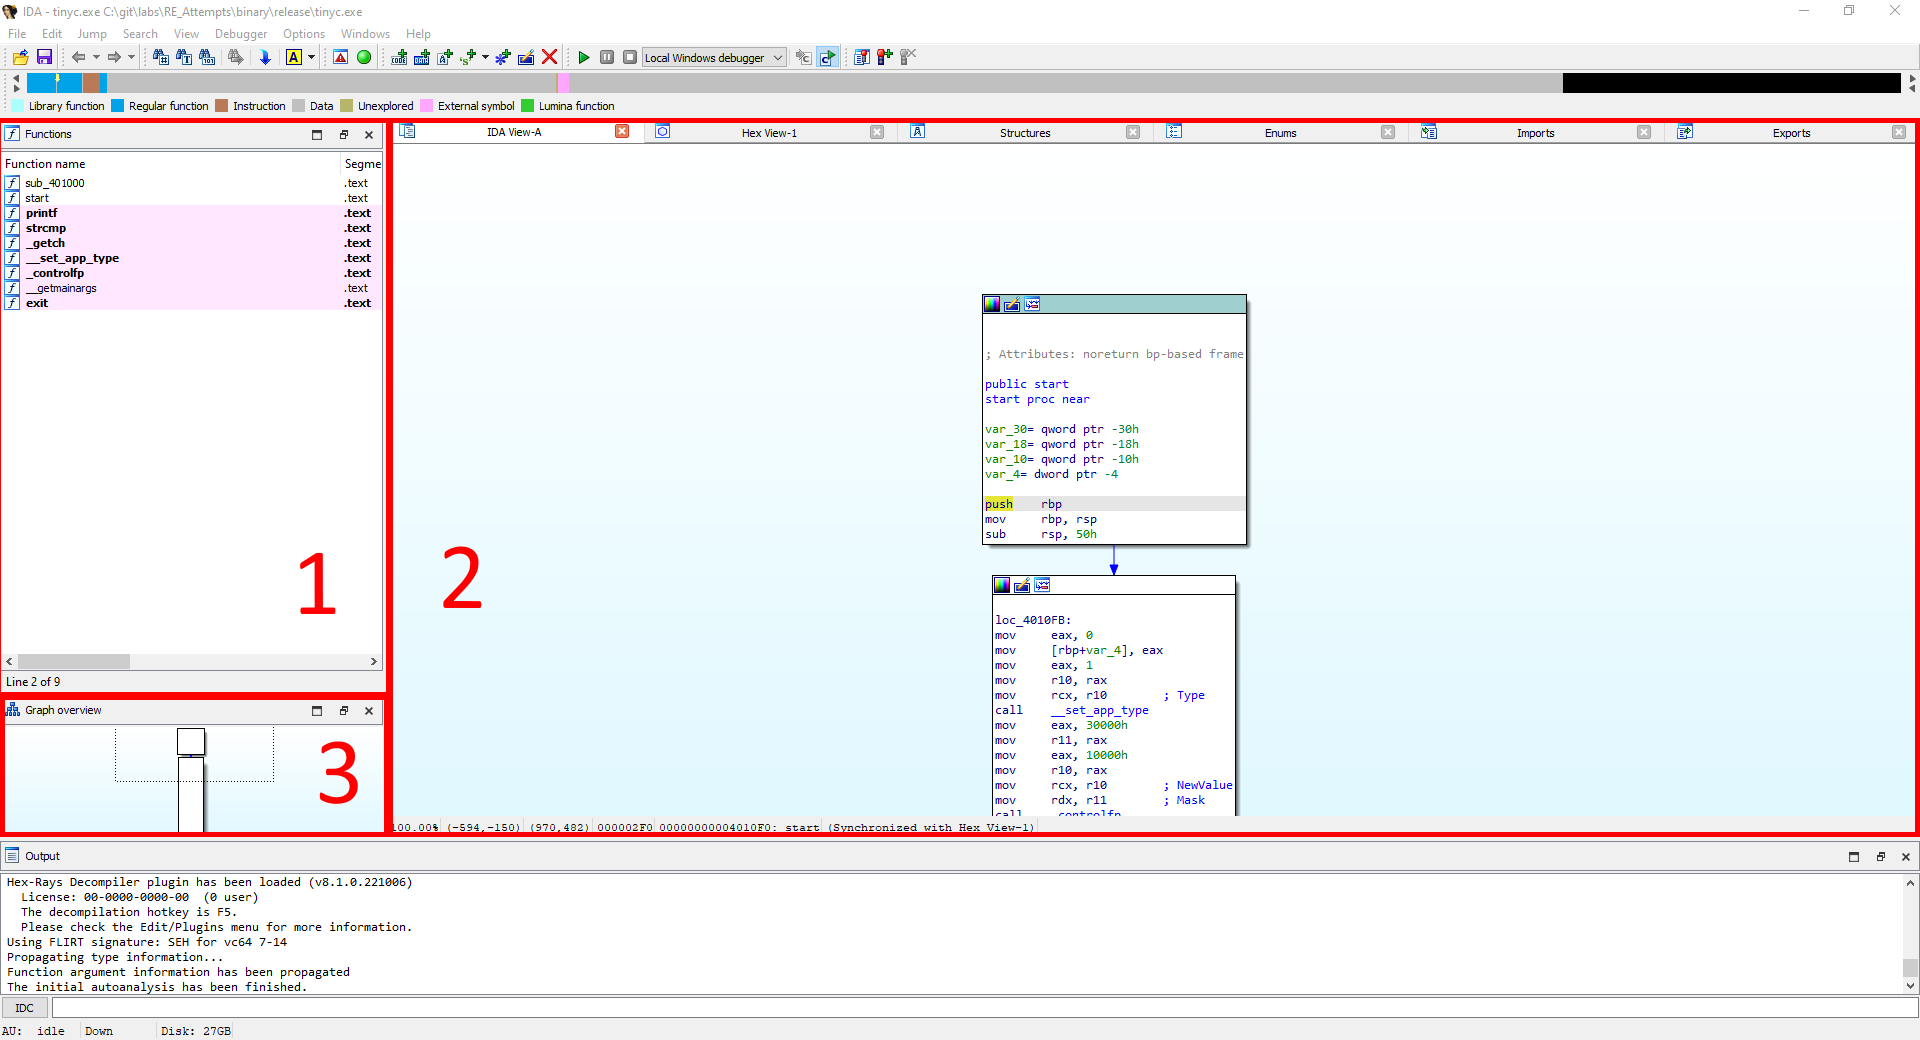 IDA - tinyc.exe C:\git\labs\RE_Attempts\binary\release\tinyc.exe
File Edit Jump Search View Debugger Options Windows Help
Local Windows debugger
Library function Regular function Instruction Data Unexplored External symbol Lumina function
Functions
Function name Segme
sub_401000 .text
start .text
printf .text
strcmp .text
_getch .text
__set_app_type .text
_controlfp .text
__getmainargs .text
exit .text
1
Line 2 of 9
Graph overview
3
IDA View-A Hex View-1 Structures Enums Imports Exports
2
; Attributes: noreturn bp-based frame
public start
start proc near
var_30= qword ptr -30h
var_18= qword ptr -18h
var_10= qword ptr -10h
var_4= dword ptr -4
push rbp
mov rbp, rsp
sub rsp, 50h
loc_4010FB:
mov eax, 0
mov [rbp+var_4], eax
mov eax, 1
mov r10, rax
mov rcx, r10 ; Type
call __set_app_type
mov eax, 30000h
mov r11, rax
mov eax, 10000h
mov r10, rax
mov rcx, r10 ; NewValue
mov rdx, r11 ; Mask
call _controlfp
100.00% (-594,-150) (970,482) 000002F0 00000000004010F0: start (Synchronized with Hex View-1)
Output
Hex-Rays Decompiler plugin has been loaded (v8.1.0.221006)
License: 00-0000-0000-00 (0 user)
The decompilation hotkey is F5.
Please check the Edit/Plugins menu for more information.
Using FLIRT signature: SEH for vc64 7-14
Propagating type information...
Function argument information has been propagated
The initial autoanalysis has been finished.
IDC
AU: idle Down Disk: 27GB